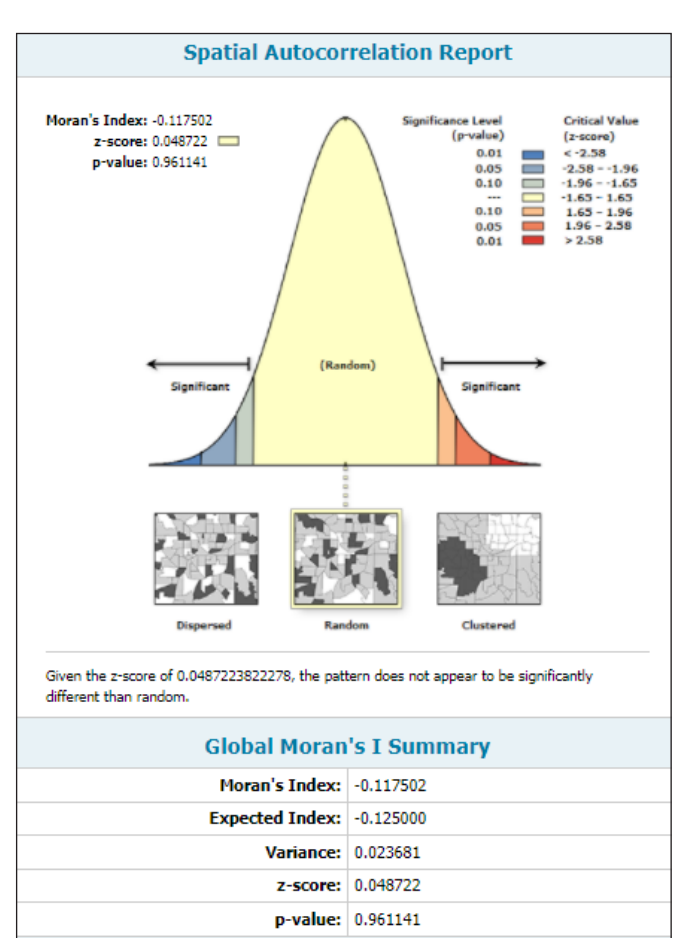 Spatial Autocorrelation Report
Moran's Index: -0.117502
z-score: 0.048722
p-value: 0.961141
Significance Level
(p-value)
Critical Value
(z-score)
0.01 < -2.58
0.05 -2.58 – -1.96
0.10 -1.96 – -1.65
--- -1.65 – 1.65
0.10 1.65 – 1.96
0.05 1.96 – 2.58
0.01 > 2.58
(Random)
Significant
Significant
Dispersed
Random
Clustered
Given the z-score of 0.0487223822278, the pattern does not appear to be significantly
different than random.
Global Moran's I Summary
Moran's Index: -0.117502
Expected Index: -0.125000
Variance: 0.023681
z-score: 0.048722
p-value: 0.961141